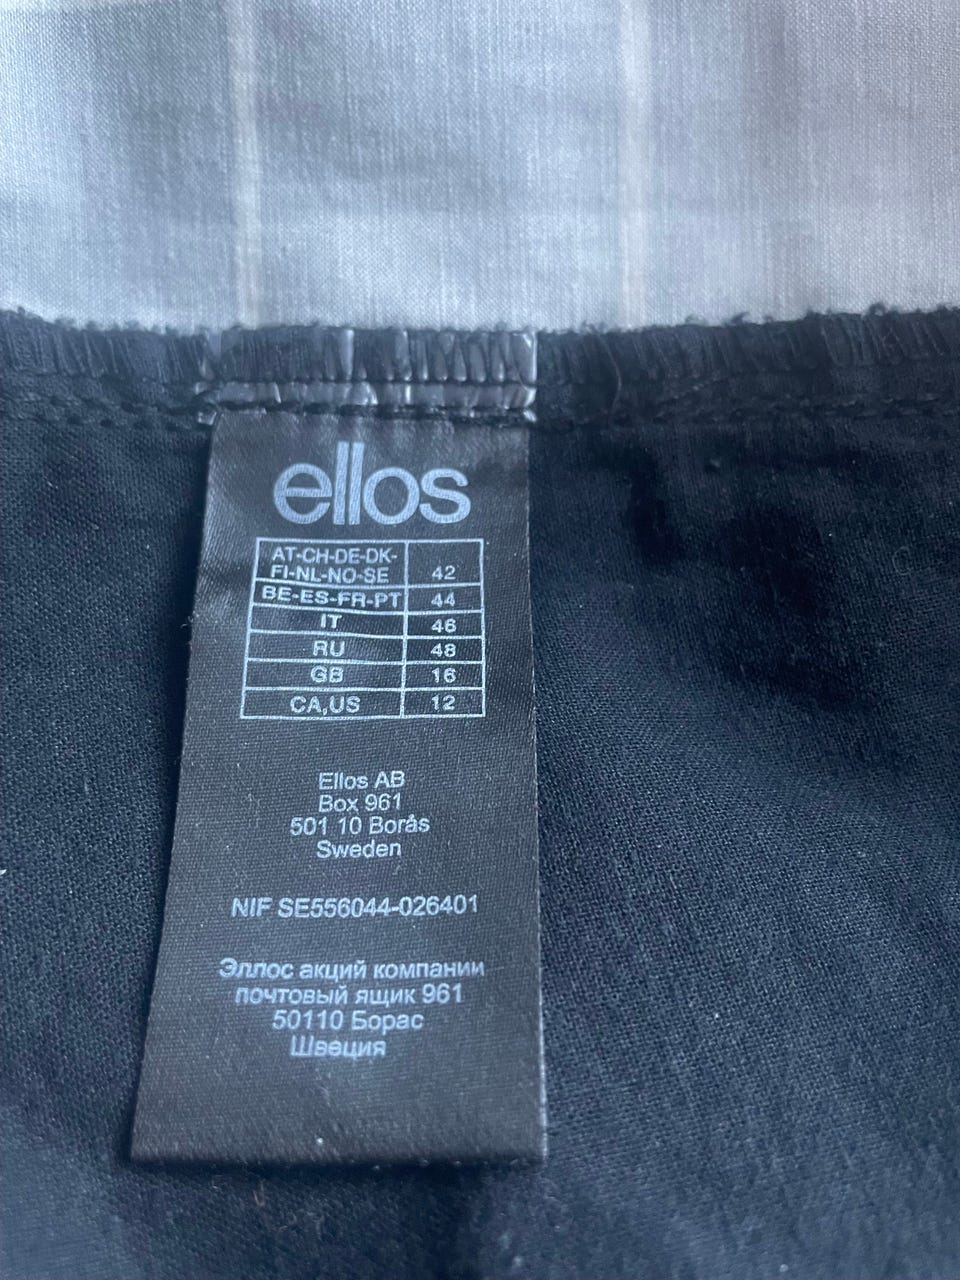 ellos
AT-CH-DE-DK-
FI-NL-NO-SE 42
BE-ES-FR-PT 44
IT 46
RU 48
GB 16
CA,US 12
Ellos AB
Box 961
501 10 Borås
Sweden
NIF SE556044-026401
Эллос акций компании
почтовый ящик 961
50110 Борас
Швеция